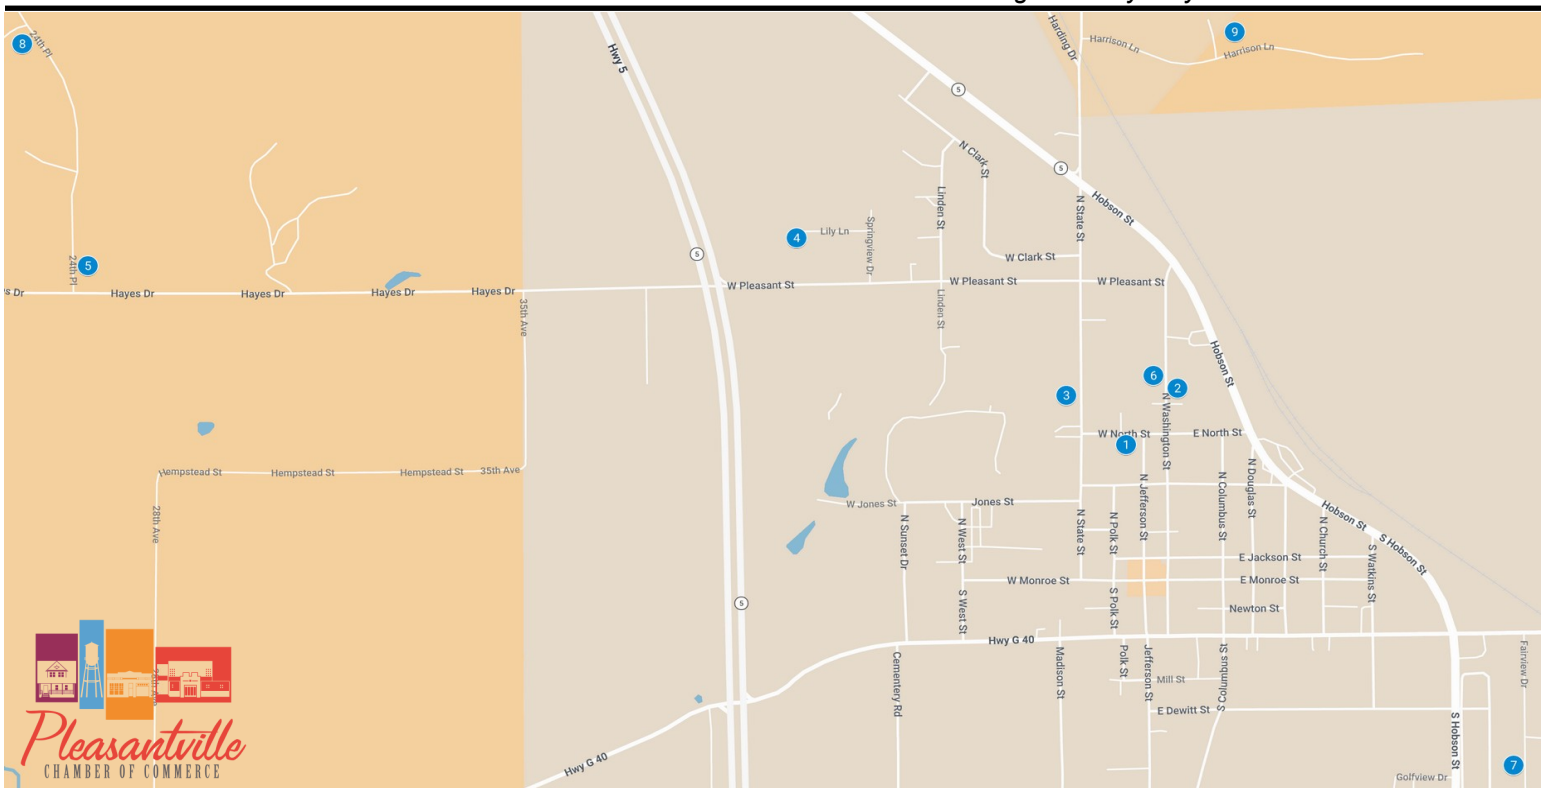 8
24th Pl
Hwy 5
Harding Dr
Harrison Ln
9
Harrison Ln
5
N Clark St
5
Linden St
N State St
Hobson St
4
Lily Ln
Springview Dr
5
24th Pl
5
W Clark St
Hayes Dr
Hayes Dr
Hayes Dr
Hayes Dr
W Pleasant St
W Pleasant St
W Pleasant St
35th Ave
Linden St
Hobson St
6
2
3
N Washington St
W North St
E North St
1
Hempstead St
Hempstead St
Hempstead St
35th Ave
W Jones St
Jones St
N Jefferson St
N Columbus St
N Douglas St
Hobson St
28th Ave
N Sunset Dr
N West St
N State St
N Polk St
N Church St
S Hobson St
S Watkins St
E Jackson St
W Monroe St
E Monroe St
S West St
S Polk St
Newton St
5
Hwy G 40
Cementery Rd
Madison St
Polk St
Jefferson St
Mill St
S Columbus St
Fairview Dr
E Dewitt St
S Hobson St
Hwy G 40
7
Golfview Dr
Pleasantville
CHAMBER OF COMMERCE